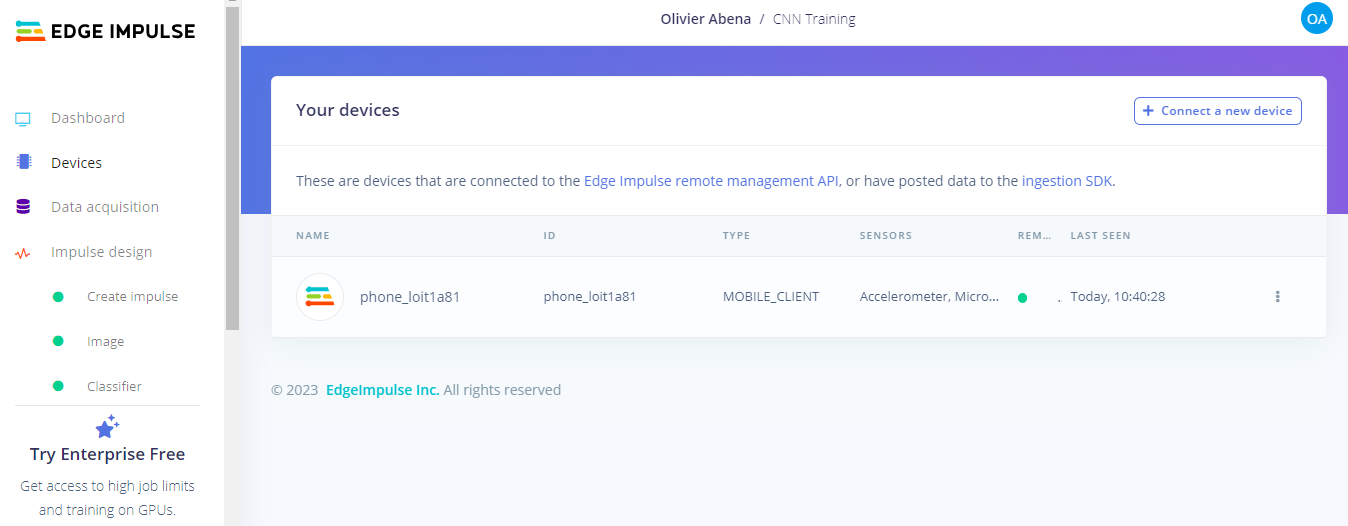 EDGE IMPULSE
Olivier Abena / CNN Training
OA
Dashboard
Devices
Data acquisition
Impulse design
Create impulse
Image
Classifier
Try Enterprise Free
Get access to high job limits
and training on GPUs.
Your devices
+ Connect a new device
These are devices that are connected to the Edge Impulse remote management API, or have posted data to the ingestion SDK.
NAME ID TYPE SENSORS REM... LAST SEEN
phone_loit1a81 phone_loit1a81 MOBILE_CLIENT Accelerometer, Micro... . Today, 10:40:28
© 2023 EdgeImpulse Inc. All rights reserved